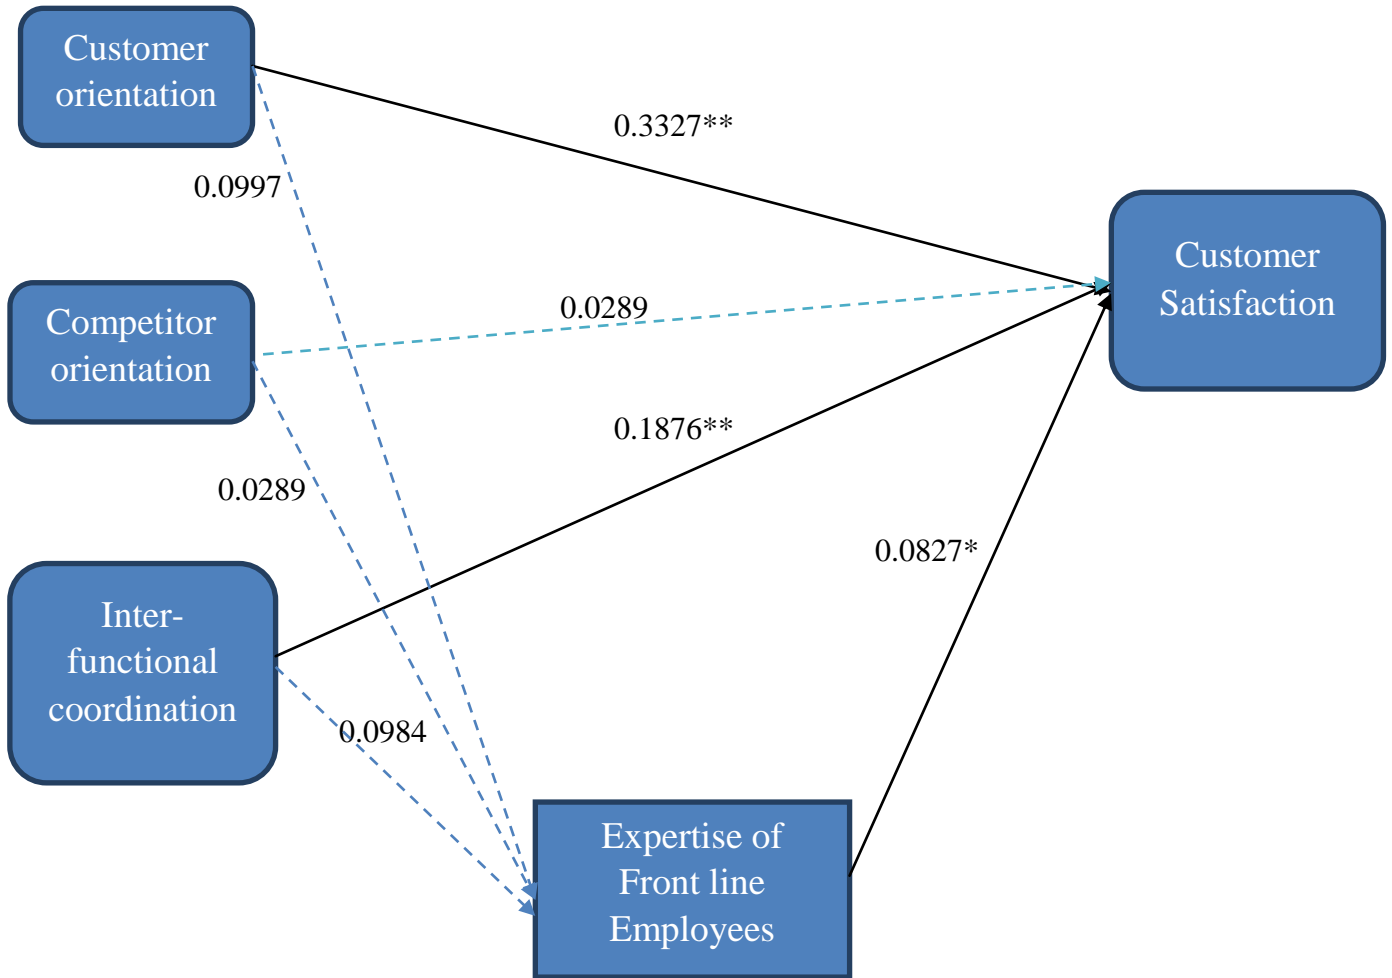 Customer
orientation
0.3327**
0.0997
Customer
Satisfaction
Competitor
orientation
0.0289
0.1876**
0.0289
0.0827*
Inter-
functional
coordination
0.0984
Expertise of
Front line
Employees